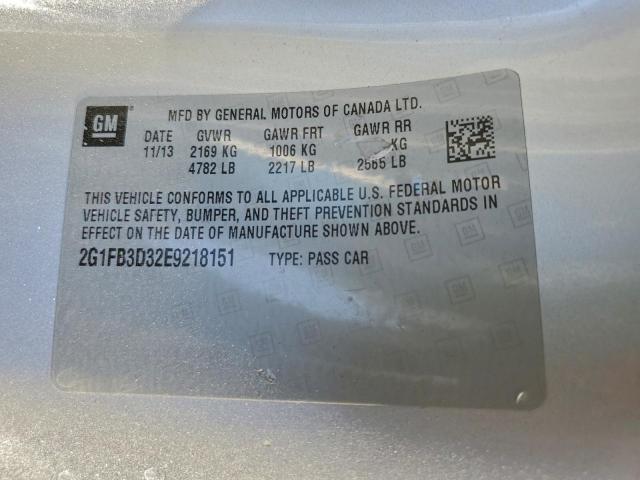 GM
MFD BY GENERAL MOTORS OF CANADA LTD.
DATE GVWR GAWR FRT GAWR RR
11/13 2169 KG 1006 KG KG
4782 LB 2217 LB LB
THIS VEHICLE CONFORMS TO ALL APPLICABLE U.S. FEDERAL MOTOR
VEHICLE SAFETY, BUMPER, AND THEFT PREVENTION STANDARDS IN
EFFECT ON THE DATE OF MANUFACTURE SHOWN ABOVE.
2G1FB3D32E9218151 TYPE: PASS CAR